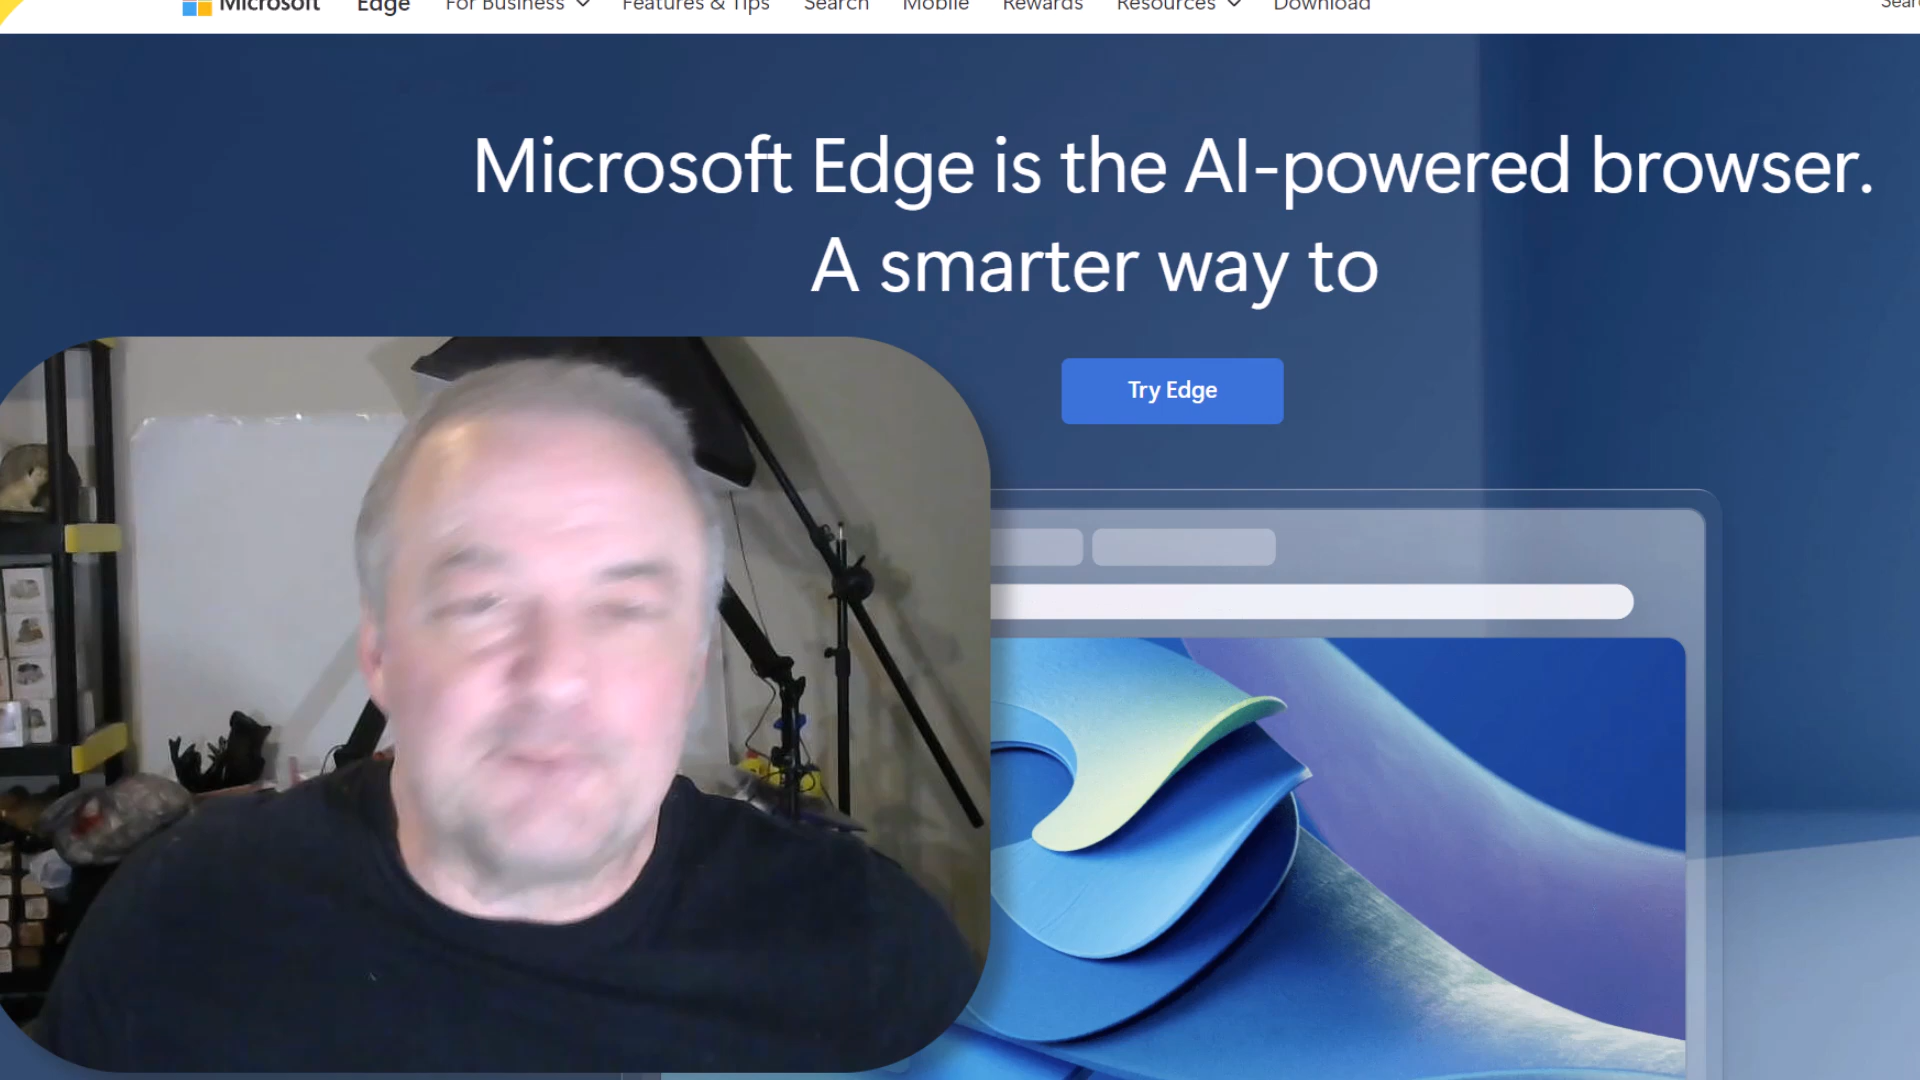 Microsoft Edge For Business Features & Tips Search Mobile Rewards Resources Download
Microsoft Edge is the AI-powered browser.
A smarter way to
Try Edge